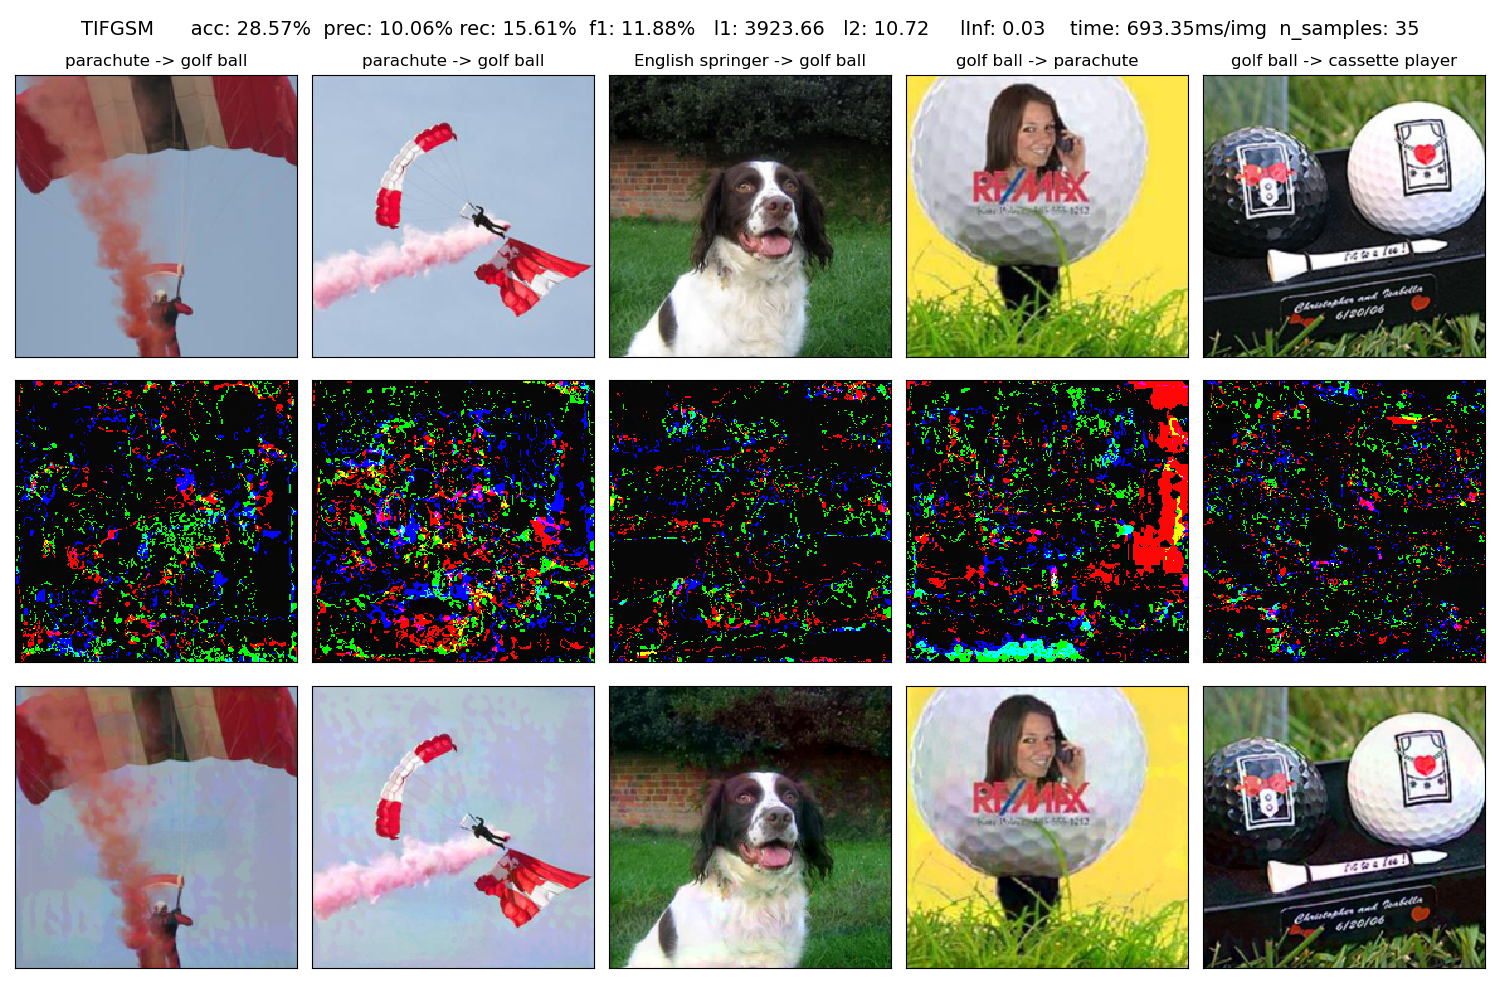 TIFGSM acc: 28.57% prec: 10.06% rec: 15.61% f1: 11.88% l1: 3923.66 l2: 10.72 lInf: 0.03 time: 693.35ms/img n_samples: 35
parachute -> golf ball
parachute -> golf ball
English springer -> golf ball
golf ball -> parachute
golf ball -> cassette player
RE/MAX
Christopher and Isabella
6/20/06
RE/MAX
Christopher and Isabella
6/20/06